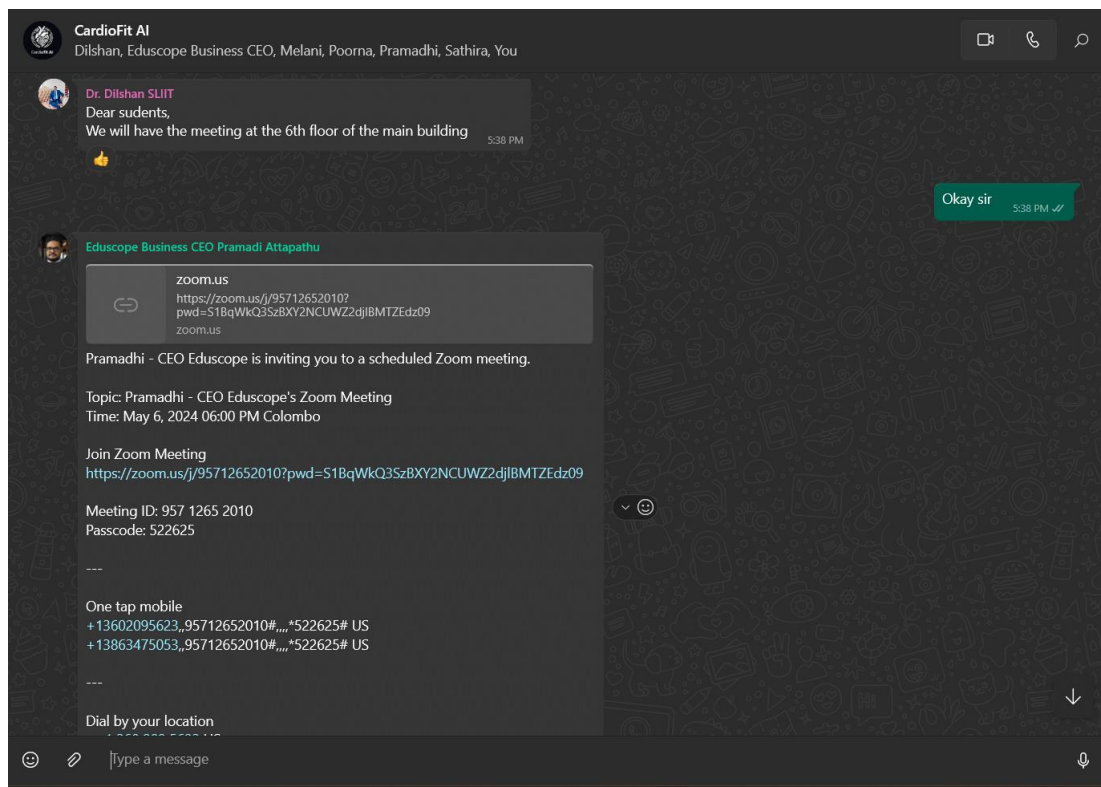 CardioFit AI
Dilshan, Eduscope Business CEO, Melani, Poorna, Pramadhi, Sathira, You
Dr. Dilshan SLIIT
Dear sudents,
We will have the meeting at the 6th floor of the main building
5:38 PM
Okay sir
5:38 PM
Eduscope Business CEO Pramadi Attapathu
zoom.us
https://zoom.us/j/95712652010?
pwd=S1BqWkQ3SzBXY2NCUWZ2djlBMTZEdz09
zoom.us
Pramadhi - CEO Eduscope is inviting you to a scheduled Zoom meeting.
Topic: Pramadhi - CEO Eduscope's Zoom Meeting
Time: May 6, 2024 06:00 PM Colombo
Join Zoom Meeting
https://zoom.us/j/95712652010?pwd=S1BqWkQ3SzBXY2NCUWZ2djlBMTZEdz09
Meeting ID: 957 1265 2010
Passcode: 522625
---
One tap mobile
+13602095623,,95712652010#,,,,*522625# US
+13863475053,,95712652010#,,,,*522625# US
---
Dial by your location
Type a message